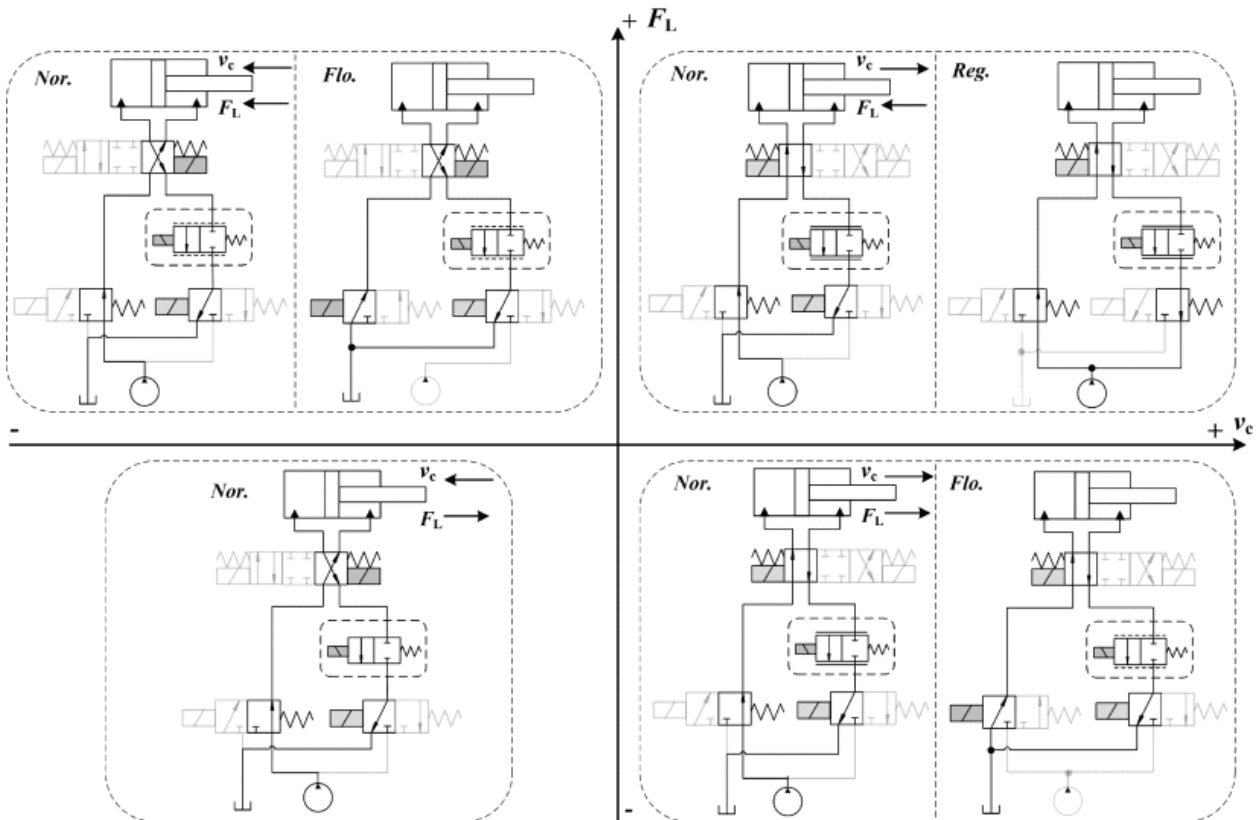 + F_L
Nor.
v_c
F_L
Flo.
Nor.
v_c
F_L
Reg.
-
+ v_c
Nor.
v_c
F_L
Nor.
v_c
F_L
Flo.
-